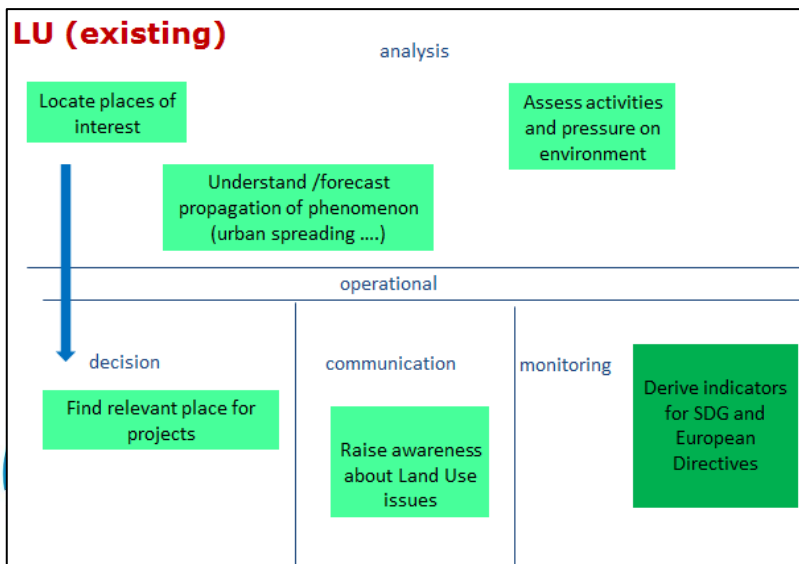 LU (existing)
analysis
Locate places of
interest
Assess activities
and pressure on
environment
Understand /forecast
propagation of phenomenon
(urban spreading ....)
operational
decision
communication
monitoring
Find relevant place for
projects
Raise awareness
about Land Use
issues
Derive indicators
for SDG and
European
Directives